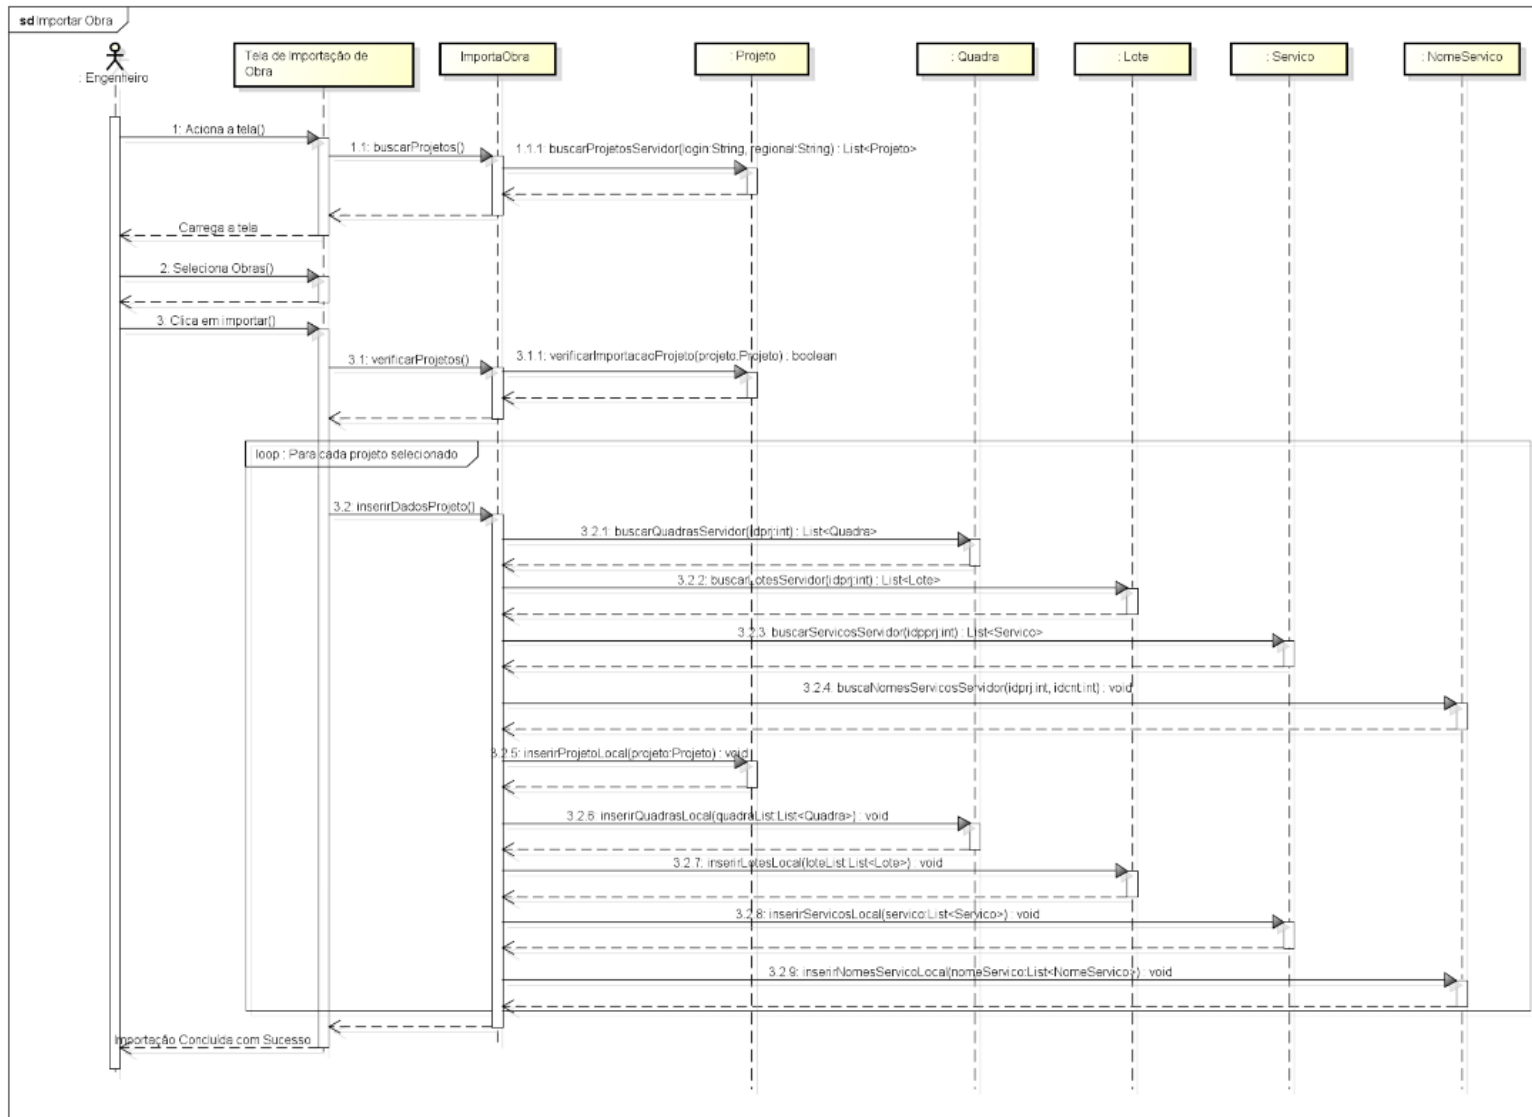 sd Importar Obra
: Engenheiro
Tela de Importação de
Obra
ImportaObra
: Projeto
: Quadra
: Lote
: Servico
: NomeServico
1: Aciona a tela()
1.1: buscarProjetos()
1.1.1: buscarProjetosServidor(login:String, regional:String) : List<Projeto>
Carrega a tela
2: Seleciona Obras()
3: Clica em importar()
3.1: verificarProjetos()
3.1.1: verificarImportacaoProjeto(projeto:Projeto) : boolean
loop : Para cada projeto selecionado
3.2: inserirDadosProjeto()
3.2.1: buscarQuadrasServidor(idprj:int) : List<Quadra>
3.2.2: buscarLotesServidor(idprj:int) : List<Lote>
3.2.3: buscarServicosServidor(idpprj:int) : List<Servico>
3.2.4: buscaNomesServicosServidor(idprj:int, idcnt:int) : void
3.2.5: inserirProjetoLocal(projeto:Projeto) : void
3.2.6: inserirQuadrasLocal(quadraList:List<Quadra>) : void
3.2.7: inserirLotesLocal(loteList:List<Lote>) : void
3.2.8: inserirServicosLocal(servico:List<Servico>) : void
3.2.9: inserirNomesServicoLocal(nomeServico:List<NomeServico>) : void
Importação Concluída com Sucesso